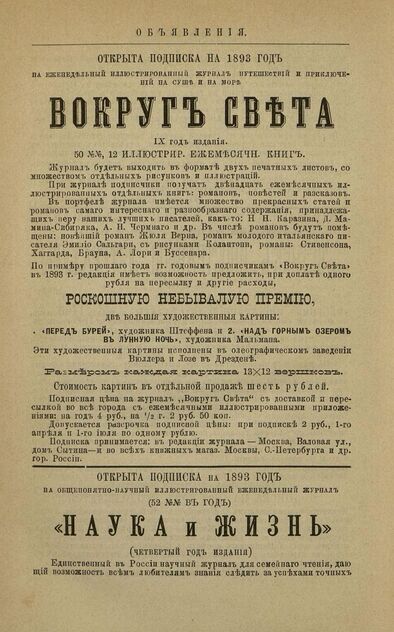 ОБЪЯВЛЕНІЯ.
ОТКРЫТА ПОДПИСКА НА 1893 ГОДЪ
НА ЕЖЕНЕДѢЛЬНЫЙ ИЛЛЮСТРИРОВАННЫЙ ЖУРНАЛЪ ПУТЕШЕСТВІЙ И ПРИКЛЮЧЕ-
НІЙ НА СУШѢ И НА МОРѢ
ВОКРУГЪ СВѢТА
IX годъ изданія.
50 №№, 12 ИЛЛЮСТРИР. ЕЖЕМѢСЯЧН. КНИГЪ.
Журналъ будетъ выходить въ форматѣ двухъ печатныхъ листовъ, со
множествомъ отдѣльныхъ рисунковъ и иллюстрацій.
При журналѣ подписчики получатъ двѣнадцать ежемѣсячныхъ ил-
люстрированныхъ отдѣльныхъ книгъ: романовъ, повѣстей и разсказовъ.
Въ портфелѣ журнала имѣется множество прекрасныхъ статей и
романовъ самаго интереснаго и разнообразнаго содержанія, принадлежа-
щихъ перу нашихъ лучшихъ писателей, какъ-то: Н. Н. Каразина, Д. Ма-
мина-Сибиряка, А. Н. Чермнаго и др. Въ числѣ романовъ будутъ помѣ-
щены: новѣйшій романъ Жюля Верна, романъ молодого итальянскаго пи-
сателя Эмиліо Сальгари, съ рисунками Колантони, романы: Стивенсона,
Хаггарда, Брауна, А. Лори и Буссенара.
По примѣру прошлаго года гг. годовымъ подписчикамъ «Вокругъ Свѣта»
въ 1893 г. редакція имѣетъ возможность предложить, при доплатѣ одного
рубля на пересылку и другіе расходы,
РОСКОШНУЮ НЕБЫВАЛУЮ ПРЕМІЮ,
ДВѢ БОЛЬШІЯ ХУДОЖЕСТВЕННЫЯ КАРТИНЫ:
. «ПЕРЕДЪ БУРЕЙ», художника Штеффена и 2. «НАДЪ ГОРНЫМЪ ОЗЕРОМЪ
ВЪ ЛУННУЮ НОЧЬ», художника Мальмана.
Эти художественныя картины исполнены въ олеографическомъ заведеніи
Вюллера и Лозе въ Дрезденѣ.
Размѣромъ каждая картина 13×12 вершковъ.
Стоимость картинъ въ отдѣльной продажѣ шесть рублей.
Подписная цѣна на журналъ „Вокругъ Свѣта" съ доставкой и пере-
сылкой во всѣ города съ ежемѣсячными иллюстрированными приложе-
ніями: на годъ 4 руб., на ½ г. 2 руб. 50 коп.
Допускается разсрочка подписной цѣны: при подпискѣ 2 руб., 1-го
апрѣля и 1-го іюля по одному рублю.
Подписка принимается: въ редакціи журнала — Москва, Валовая ул.,
домъ Сытина—и во всѣхъ книжныхъ магаз. Москвы, С.-Петербурга и др.
гор. Россіи.
ОТКРЫТА ПОДПИСКА НА 1893 ГОДЪ
НА ОБЩЕПОНЯТНО-НАУЧНЫЙ ИЛЛЮСТРИРОВАННЫЙ ЕЖЕНЕДѢЛЬНЫЙ ЖУРНАЛЪ
(52 №№ ВЪ ГОДЪ)
«НАУКА и ЖИЗНЬ»
(ЧЕТВЕРТЫЙ ГОДЪ ИЗДАНІЯ)
Единственный въ Россіи научный журналъ для семейнаго чтенія, даю
щій возможность всѣмъ любителямъ знанія слѣдить за успѣхами точныхъ